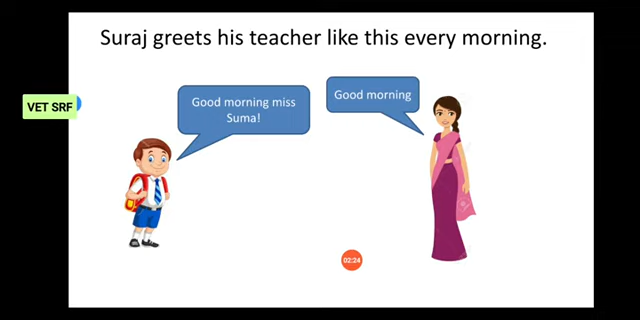 Suraj greets his teacher like this every morning.
VET SRF
Good morning miss
Suma!
Good morning
02:24